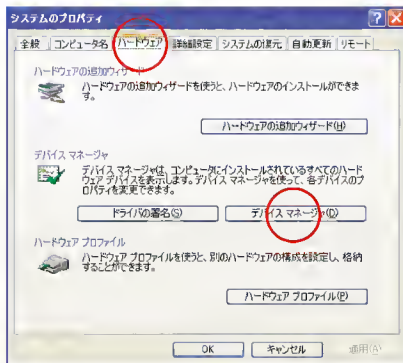 システムのプロパティ
全般 コンピュータ名 ハードウェア 詳細設定 システムの復元 自動更新 リモート
ハードウェアの追加ウィザード
ハードウェアの追加ウィザードを使うと、ハードウェアのインストールができま
す。
ハードウェアの追加ウィザード(H)
デバイス マネージャ
デバイス マネージャは、コンピュータにインストールされているすべてのハード
ウェア デバイスを表示します。デバイス マネージャを使って、各デバイスのプ
ロパティを変更できます。
ドライバの署名(S) デバイス マネージャ(D)
ハードウェア プロファイル
ハードウェア プロファイルを使うと、別のハードウェアの構成を設定し、格納
することができます。
ハードウェア プロファイル(P)
OK キャンセル 適用(A)